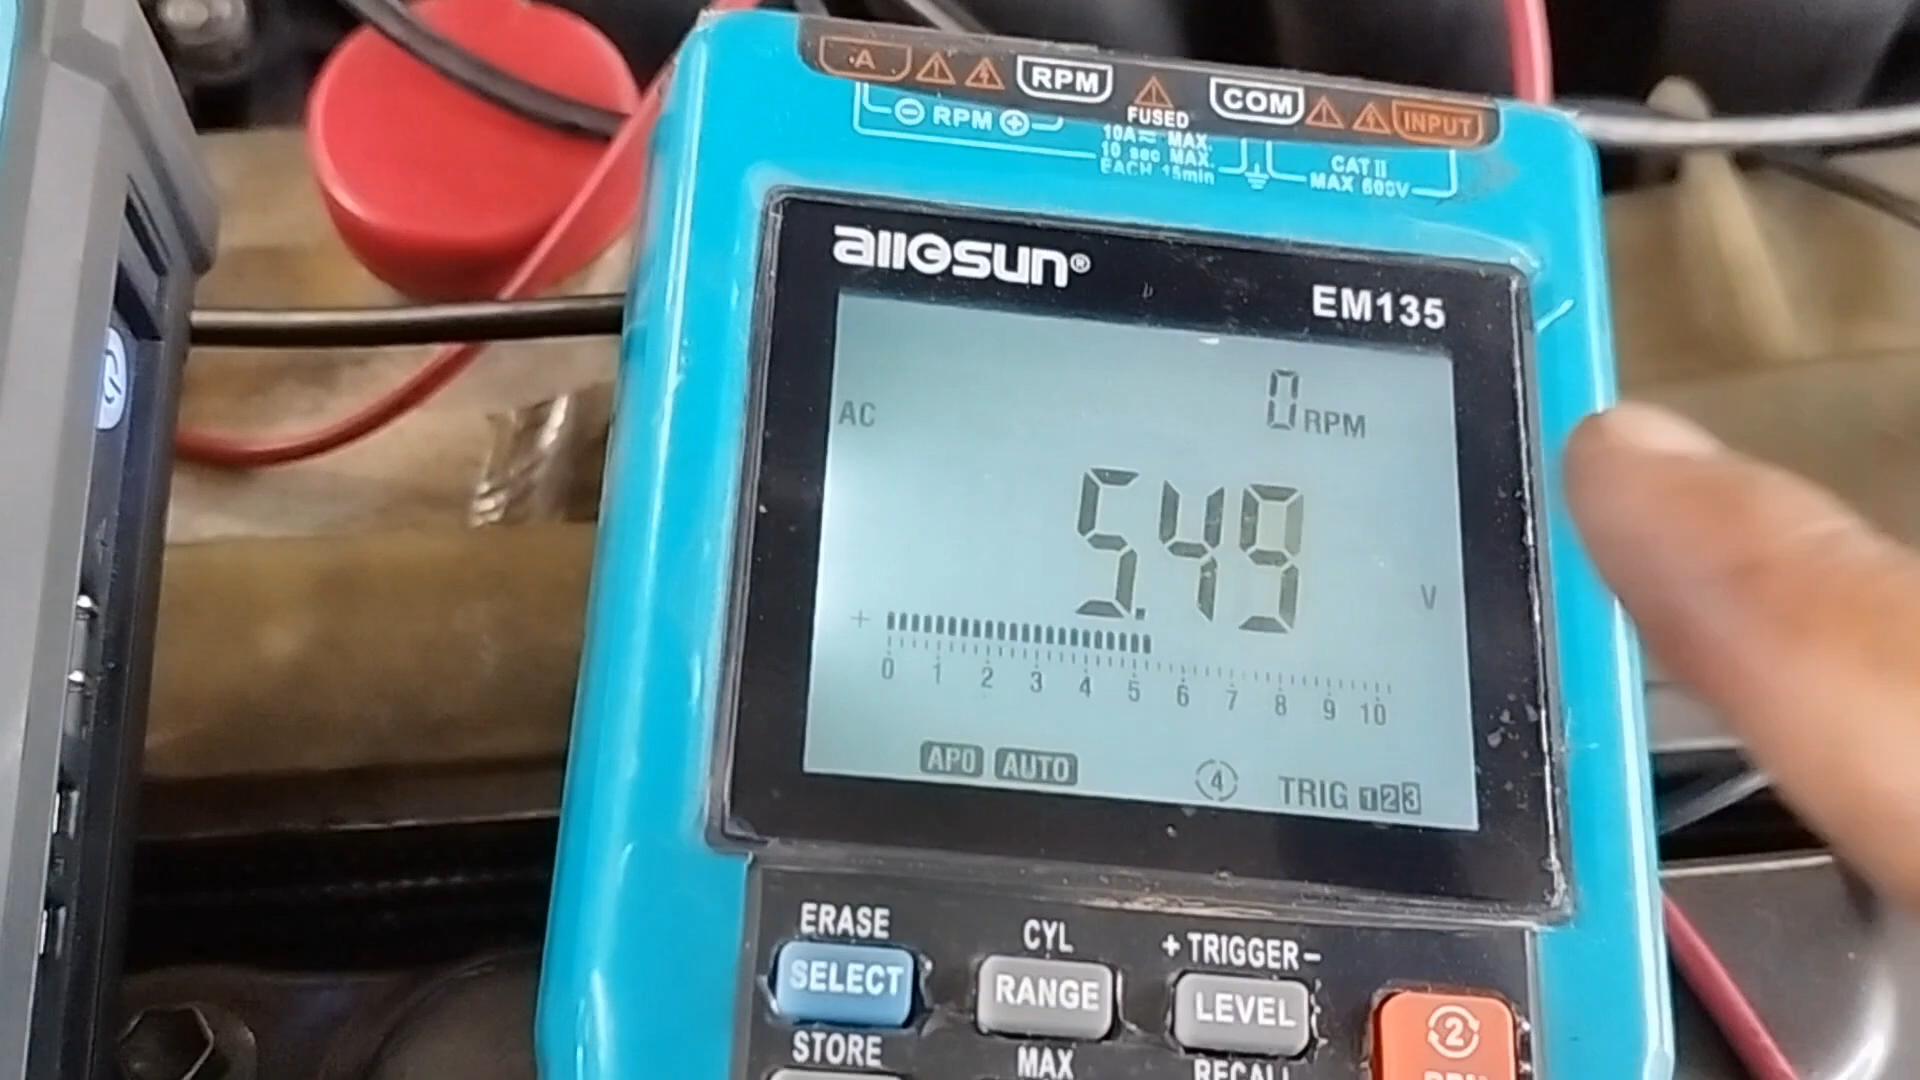 A RPM COM INPUT
RPM
FUSED
10A MAX.
10 sec MAX.
EACH 15min
CAT II
MAX 600V
allosun®
EM135
0 RPM
AC
5.49
V
+
0 1 2 3 4 5 6 7 8 9 10
APO AUTO 4 TRIG 123
ERASE CYL + TRIGGER -
SELECT RANGE LEVEL
2
STORE MAX RECALL